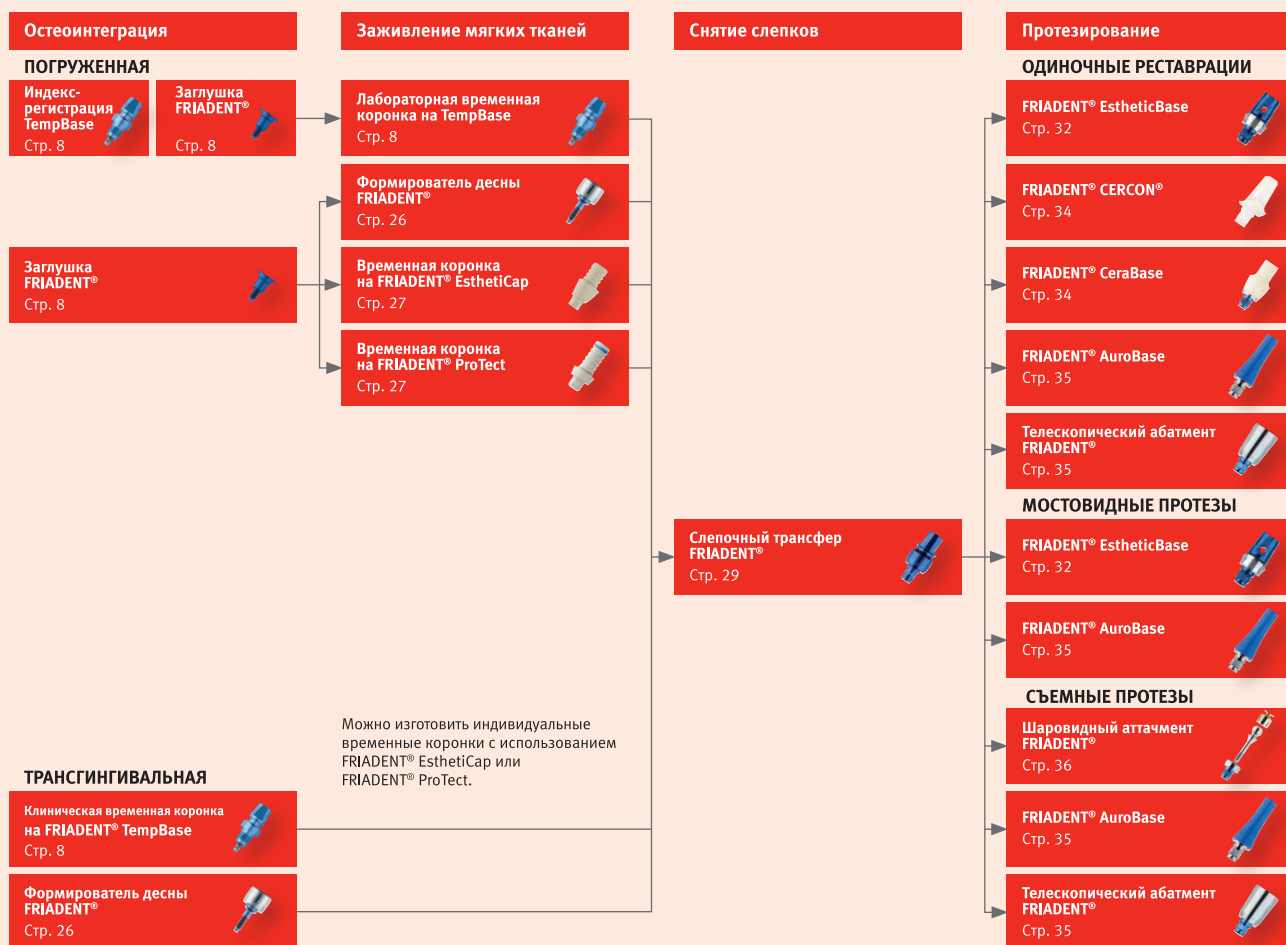 Остеоинтеграция
Заживление мягких тканей
Снятие слепков
Протезирование
ПОГРУЖЕННАЯ
Индекс-
регистрация
TempBase
Стр. 8
Заглушка
FRIADENT®
Стр. 8
Заглушка
FRIADENT®
Стр. 8
ТРАНСГИНГИВАЛЬНАЯ
Клиническая временная коронка
на FRIADENT® TempBase
Стр. 8
Формирователь десны
FRIADENT®
Стр. 26
Лабораторная временная
коронка на TempBase
Стр. 8
Формирователь десны
FRIADENT®
Стр. 26
Временная коронка
на FRIADENT® EsthetiCap
Стр. 27
Временная коронка
на FRIADENT® ProTect
Стр. 27
Можно изготовить индивидуальные
временные коронки с использованием
FRIADENT® EsthetiCap или
FRIADENT® ProTect.
Слепочный трансфер
FRIADENT®
Стр. 29
ОДИНОЧНЫЕ РЕСТАВРАЦИИ
FRIADENT® EstheticBase
Стр. 32
FRIADENT® CERCON®
Стр. 34
FRIADENT® CeraBase
Стр. 34
FRIADENT® AuroBase
Стр. 35
Телескопический абатмент
FRIADENT®
Стр. 35
МОСТОВИДНЫЕ ПРОТЕЗЫ
FRIADENT® EstheticBase
Стр. 32
FRIADENT® AuroBase
Стр. 35
СЪЕМНЫЕ ПРОТЕЗЫ
Шаровидный аттачмент
FRIADENT®
Стр. 36
FRIADENT® AuroBase
Стр. 35
Телескопический абатмент
FRIADENT®
Стр. 35